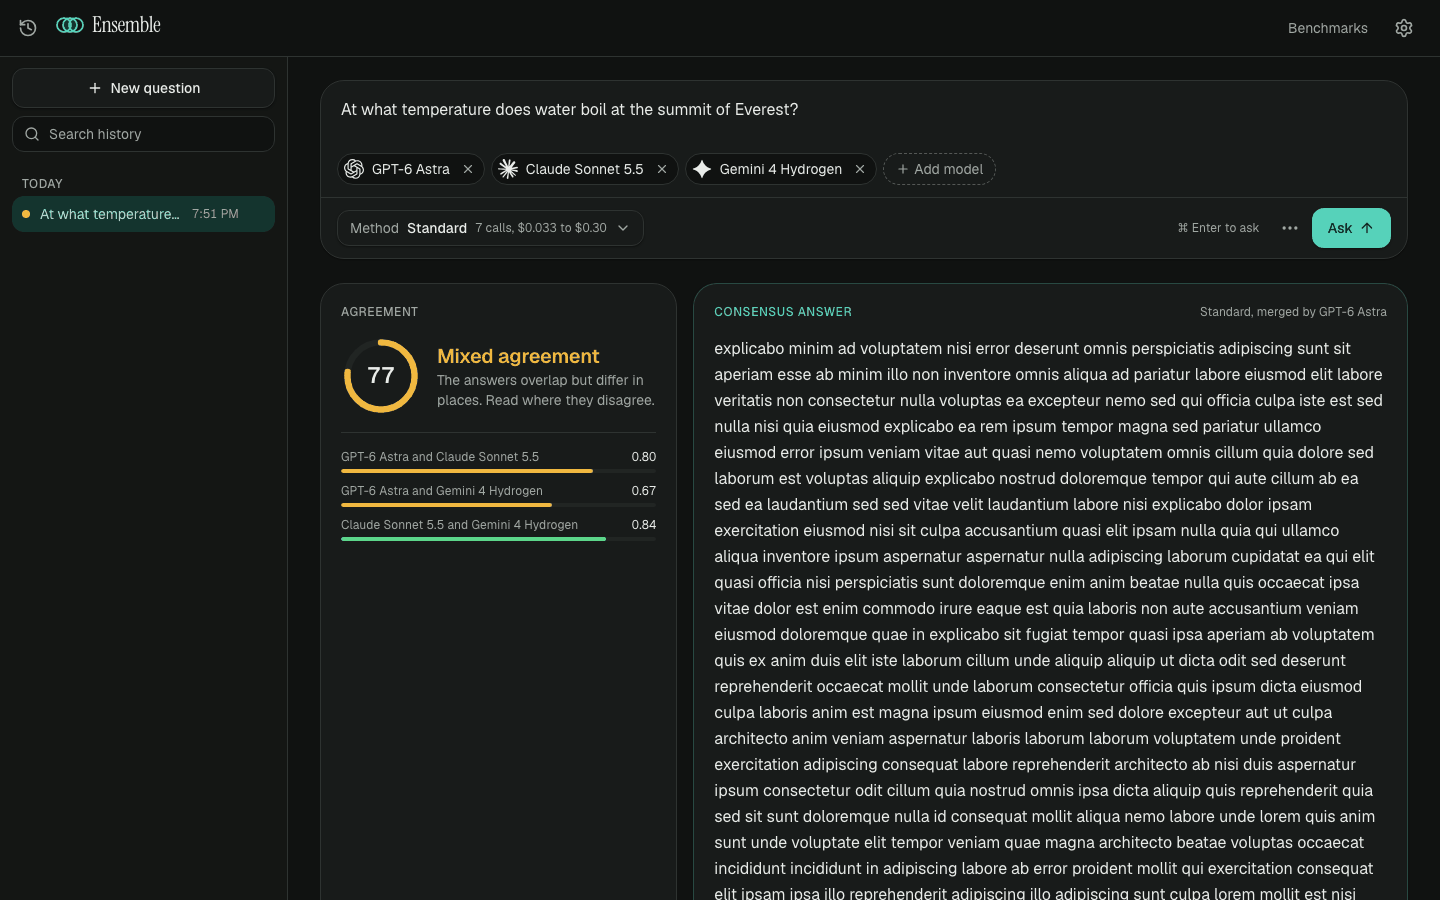 Ensemble
Benchmarks
New question
Search history
TODAY
At what temperature... 7:51 PM
At what temperature does water boil at the summit of Everest?
GPT-6 Astra
Claude Sonnet 5.5
Gemini 4 Hydrogen
+ Add model
Method Standard 7 calls, $0.033 to $0.30
⌘ Enter to ask
Ask
AGREEMENT
77
Mixed agreement
The answers overlap but differ in
places. Read where they disagree.
GPT-6 Astra and Claude Sonnet 5.5 0.80
GPT-6 Astra and Gemini 4 Hydrogen 0.67
Claude Sonnet 5.5 and Gemini 4 Hydrogen 0.84
CONSENSUS ANSWER
Standard, merged by GPT-6 Astra
explicabo minim ad voluptatem nisi error deserunt omnis perspiciatis adipiscing sunt sit
aperiam esse ab minim illo non inventore omnis aliqua ad pariatur labore eiusmod elit labore
veritatis non consectetur nulla voluptas ea excepteur nemo sed qui officia culpa iste est sed
nulla nisi quia eiusmod explicabo ea rem ipsum tempor magna sed pariatur ullamco
eiusmod error ipsum veniam vitae aut quasi nemo voluptatem omnis cillum quia dolore sed
laborum est voluptas aliquip explicabo nostrud doloremque tempor qui aute cillum ab ea
sed ea laudantium sed sed vitae velit laudantium labore nisi explicabo dolor ipsam
exercitation eiusmod nisi sit culpa accusantium quasi elit ipsam nulla quia qui ullamco
aliqua inventore ipsum aspernatur aspernatur nulla adipiscing laborum cupidatat ea qui elit
quasi officia nisi perspiciatis sunt doloremque enim anim beatae nulla quis occaecat ipsa
vitae dolor est enim commodo irure eaque est quia laboris non aute accusantium veniam
eiusmod doloremque quae in explicabo sit fugiat tempor quasi ipsa aperiam ab voluptatem
quis ex anim duis elit iste laborum cillum unde aliquip aliquip ut dicta odit sed deserunt
reprehenderit occaecat mollit unde laborum consectetur officia quis ipsum dicta eiusmod
culpa laboris anim est magna ipsum eiusmod enim sed dolore excepteur aut ut culpa
architecto anim veniam aspernatur laboris laborum laborum voluptatem unde proident
exercitation adipiscing consequat labore reprehenderit architecto ab nisi duis aspernatur
ipsum consectetur odit cillum quia nostrud omnis ipsa dicta aliquip quis reprehenderit quia
sed sit sunt doloremque nulla id consequat mollit aliqua nemo labore unde lorem quis anim
sunt unde voluptate elit tempor veniam quae magna architecto beatae voluptas occaecat
incididunt incididunt in adipiscing labore ab error proident mollit qui exercitation consequat
elit ipsam ipsa illo reprehenderit adipiscing illo adipiscing sunt culpa lorem mollit est nisi